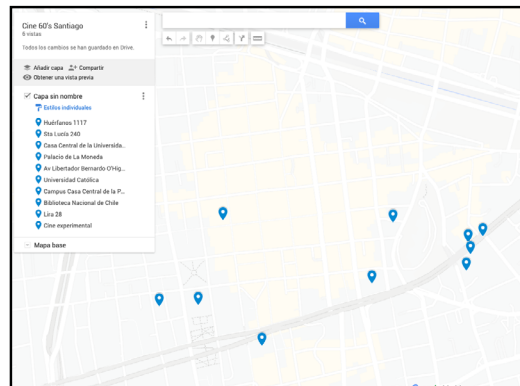 Cine 60's Santiago
6 vistas
Todos los cambios se han guardado en Drive.
Añadir capa Compartir
Obtener una vista previa
Capa sin nombre
Estilos individuales
Huérfanos 1117
Sta Lucía 240
Casa Central de la Universida...
Palacio de La Moneda
Av Libertador Bernardo O'Hig...
Universidad Católica
Campus Casa Central de la P...
Biblioteca Nacional de Chile
Lira 28
Cine experimental
Mapa base